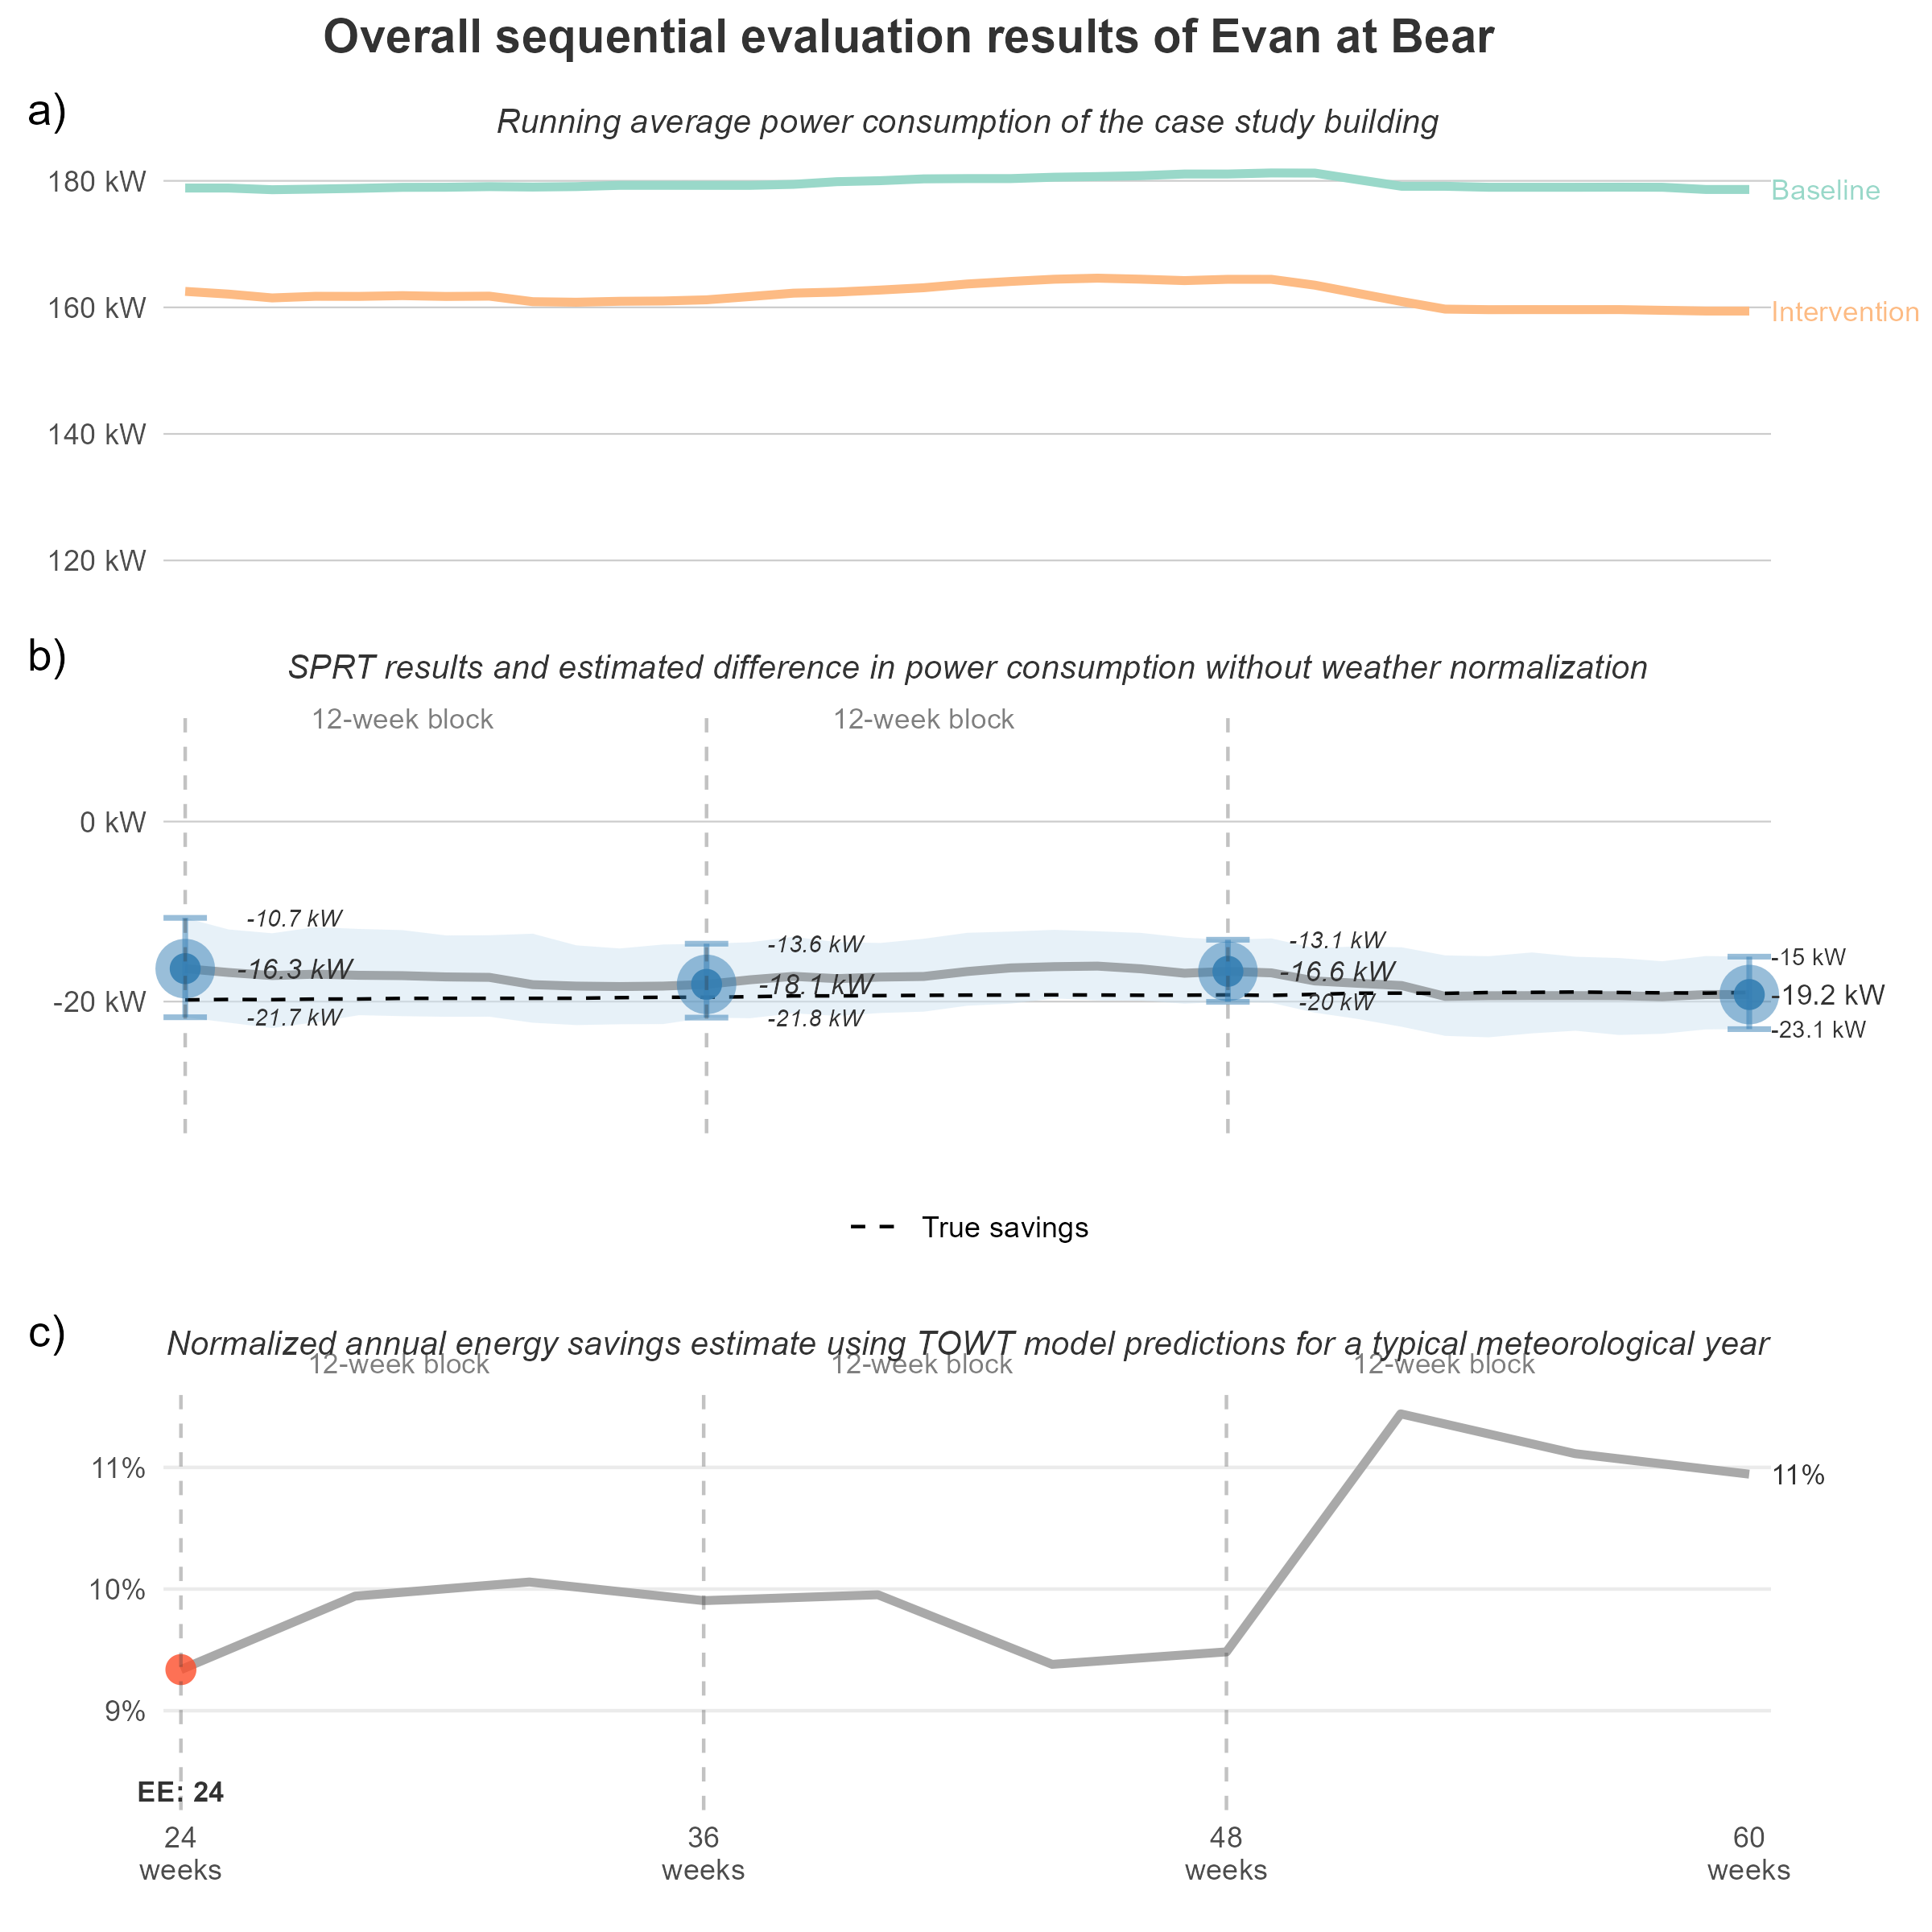 Overall sequential evaluation results of Evan at Bear
a)
Running average power consumption of the case study building
180 kW
Baseline
160 kW
Intervention
140 kW
120 kW
b)
SPRT results and estimated difference in power consumption without weather normalization
12-week block
12-week block
0 kW
-10.7 kW
-13.6 kW
-13.1 kW
-15 kW
-16.3 kW
-18.1 kW
-16.6 kW
-19.2 kW
-20 kW
-21.7 kW
-21.8 kW
-20 kW
-23.1 kW
True savings
c)
Normalized annual energy savings estimate using TOWT model predictions for a typical meteorological year
12-week block
12-week block
12-week block
11%
11%
10%
9%
EE: 24
24
weeks
36
weeks
48
weeks
60
weeks